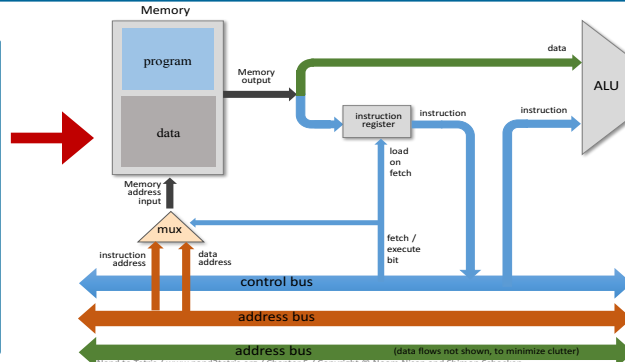 Memory
program
data
Memory
output
data
ALU
instruction
register
instruction
instruction
load
on
fetch
Memory
address
input
mux
instruction
address
data
address
fetch /
execute
bit
control bus
address bus
address bus
(data flows not shown, to minimize clutter)